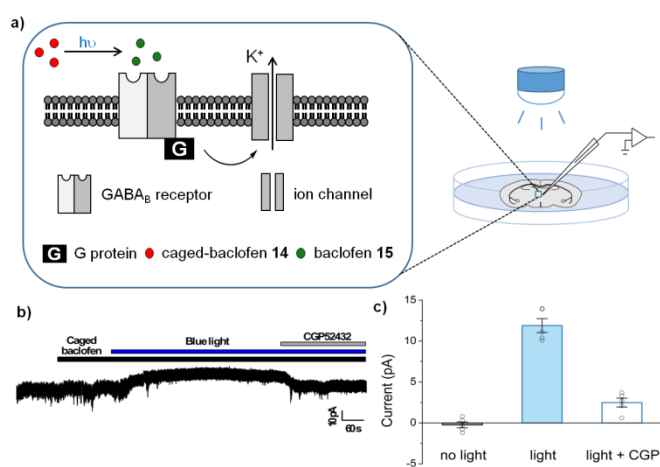 a)
hυ
K⁺
G
GABA_B receptor
ion channel
G G protein caged-baclofen 14 baclofen 15
b)
Caged
baclofen
Blue light
CGP52432
10pA
60s
c)
15
10
5
0
-5
Current (pA)
no light light light + CGP